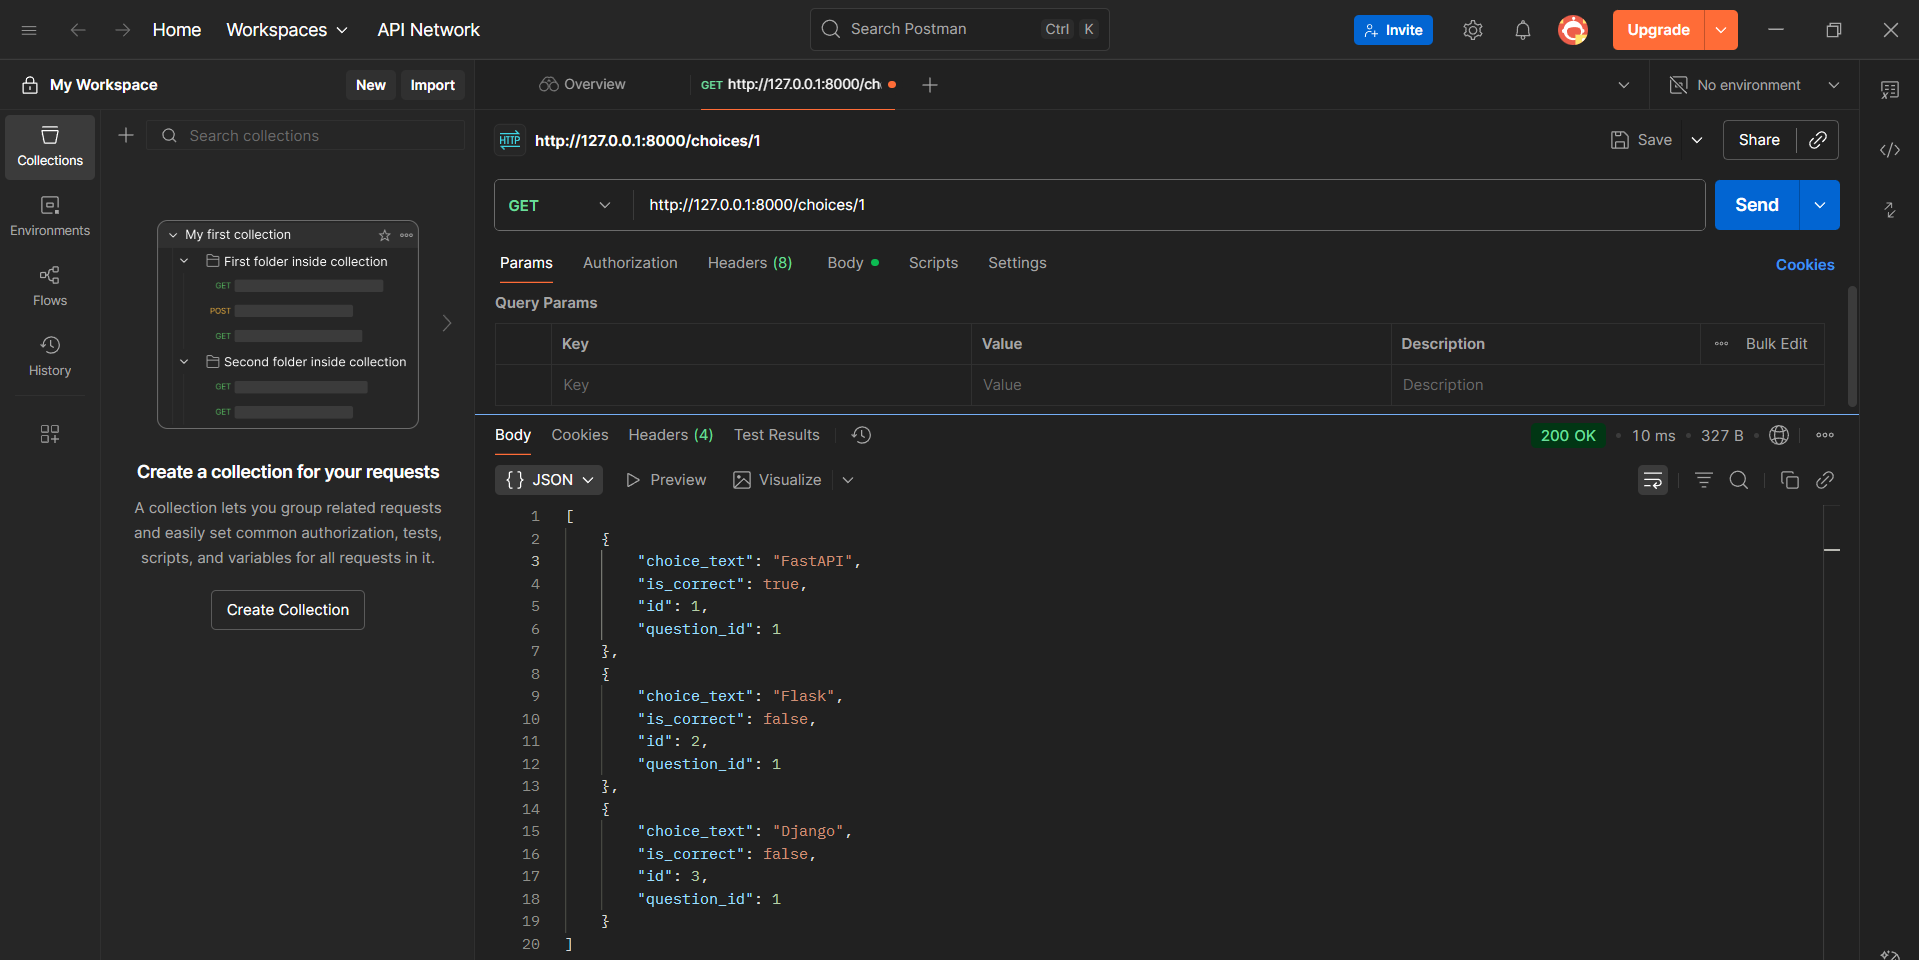 Home Workspaces API Network Search Postman Ctrl K Invite Upgrade
My Workspace New Import
Overview GET http://127.0.0.1:8000/ch No environment
Collections
Environments
Flows
History
Search collections
My first collection
First folder inside collection
GET
POST
GET
Second folder inside collection
GET
GET
Create a collection for your requests
A collection lets you group related requests
and easily set common authorization, tests,
scripts, and variables for all requests in it.
Create Collection
HTTP http://127.0.0.1:8000/choices/1 Save Share
GET http://127.0.0.1:8000/choices/1 Send
Params Authorization Headers (8) Body Scripts Settings Cookies
Query Params
Key Value Description Bulk Edit
Key Value Description
Body Cookies Headers (4) Test Results 200 OK 10 ms 327 B
{} JSON Preview Visualize
1 [
2 {
3 "choice_text": "FastAPI",
4 "is_correct": true,
5 "id": 1,
6 "question_id": 1
7 },
8 {
9 "choice_text": "Flask",
10 "is_correct": false,
11 "id": 2,
12 "question_id": 1
13 },
14 {
15 "choice_text": "Django",
16 "is_correct": false,
17 "id": 3,
18 "question_id": 1
19 }
20 ]